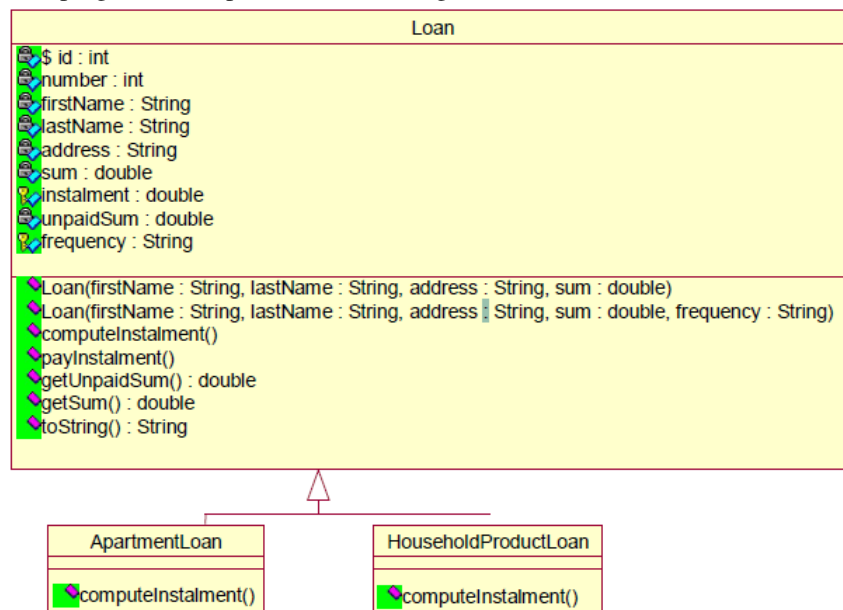 Loan
$ id : int
number : int
firstName : String
lastName : String
address : String
sum : double
instalment : double
unpaidSum : double
frequency : String
Loan(firstName : String, lastName : String, address : String, sum : double)
Loan(firstName : String, lastName : String, address : String, sum : double, frequency : String)
computeInstalment()
payInstalment()
getUnpaidSum() : double
getSum() : double
toString() : String
ApartmentLoan
computeInstalment()
HouseholdProductLoan
computeInstalment()